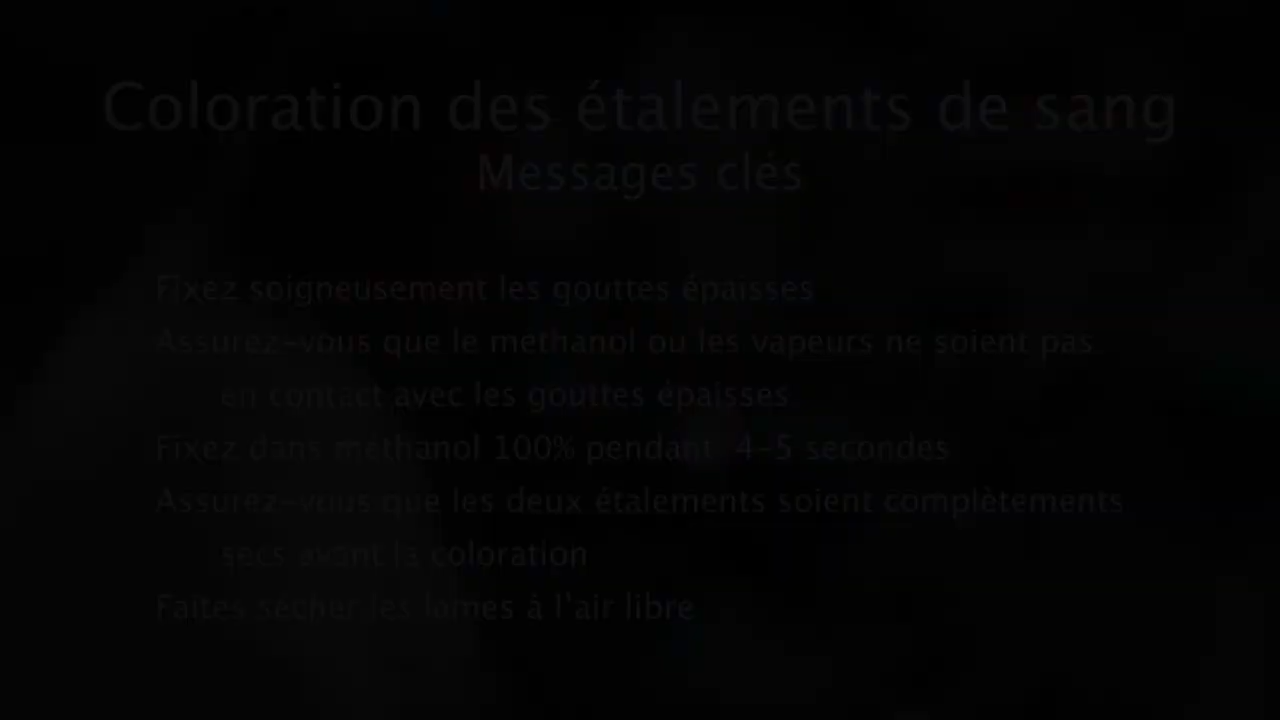 Coloration des étalements de sang
Messages clés
Fixez soigneusement les gouttes épaisses
Assurez-vous que le méthanol ou les vapeurs ne soient pas
en contact avec les gouttes épaisses
Fixez dans méthanol 100% pendant 4-5 secondes
Assurez-vous que les deux étalements soient complètements
secs avant la coloration
Faites sécher les lames à l'air libre